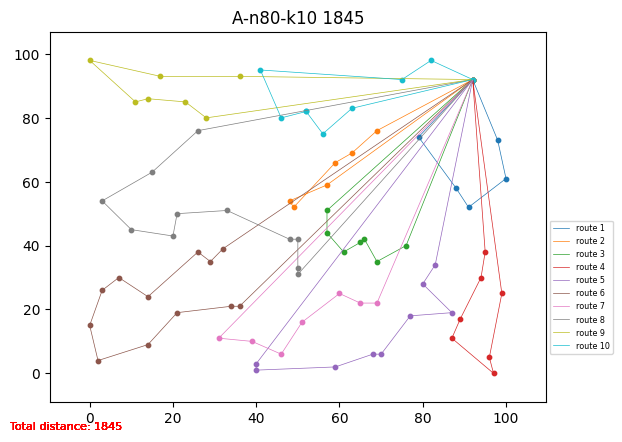 A-n80-k10 1845
100
80
60
40
20
0
0 20 40 60 80 100
route 1
route 2
route 3
route 4
route 5
route 6
route 7
route 8
route 9
route 10
Total distance: 1845